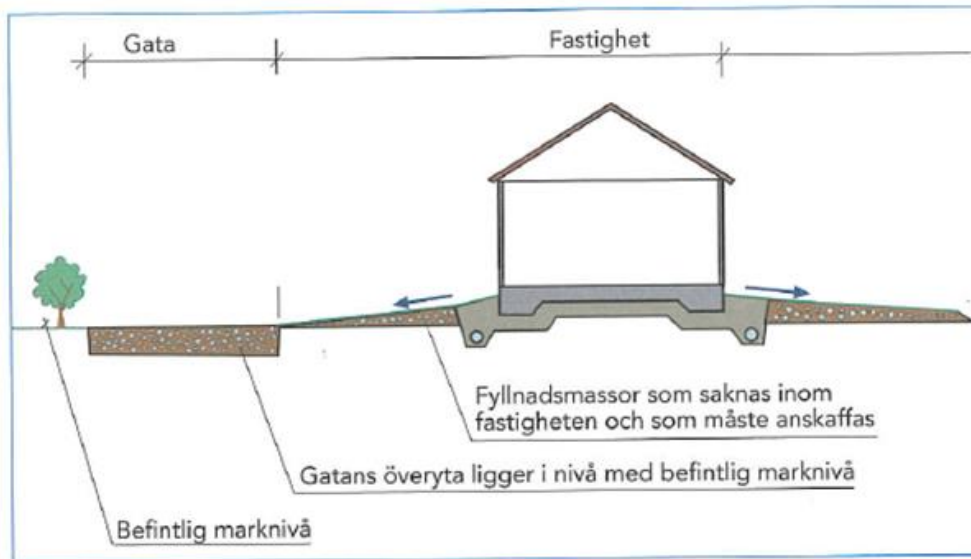 Gata
Fastighet
Fyllnadsmassor som saknas inom
fastigheten och som måste anskaffas
Gatans överyta ligger i nivå med befintlig marknivå
Befintlig marknivå